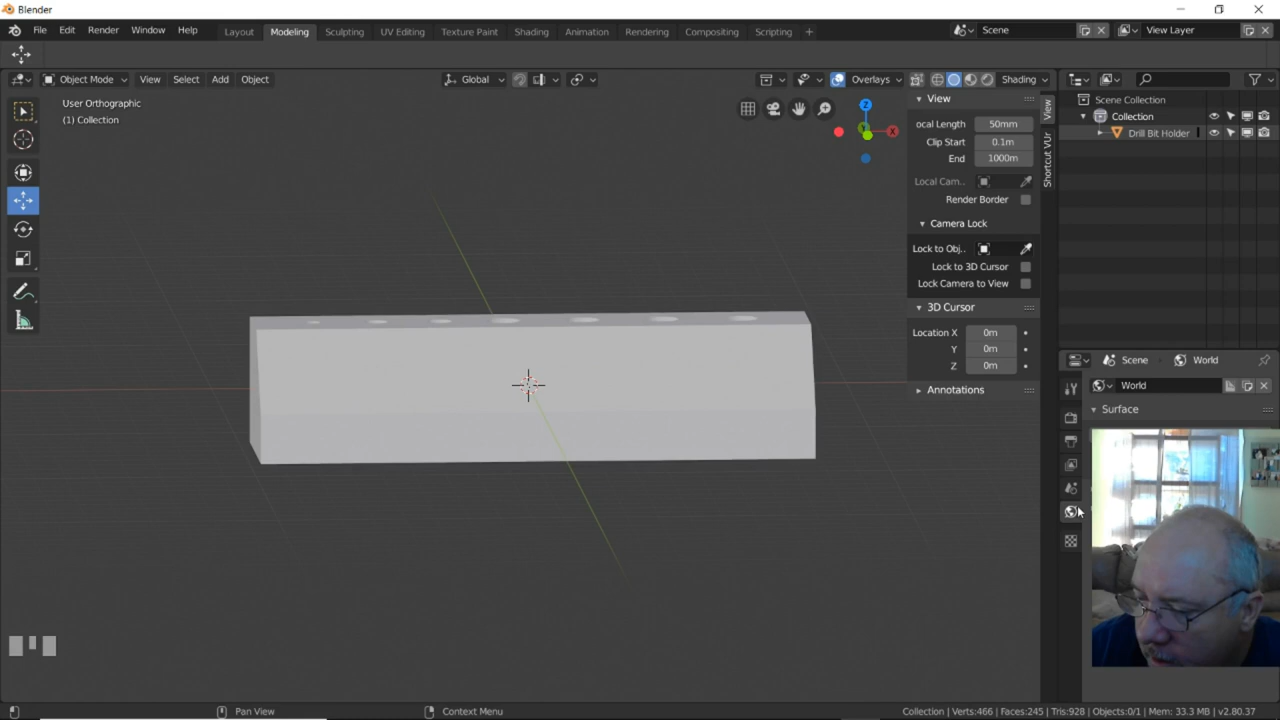 Blender
File Edit Render Window Help
Layout Modeling Sculpting UV Editing Texture Paint Shading Animation Rendering Compositing Scripting +
Scene
View Layer
Object Mode View Select Add Object
Global
Overlays
Shading
User Orthographic
(1) Collection
Z
X
View
ocal Length 50mm
Clip Start 0.1m
End 1000m
Local Cam..
Render Border
Camera Lock
Lock to Obj..
Lock to 3D Cursor
Lock Camera to View
3D Cursor
Location X 0m
Y 0m
Z 0m
Annotations
View
Shortcut VUr
Scene Collection
Collection
Drill Bit Holder
Scene World
World
Surface
Pan View
Context Menu
Collection | Verts:466 | Faces:245 | Tris:928 | Objects:0/1 | Mem: 33.3 MB | v2.80.37